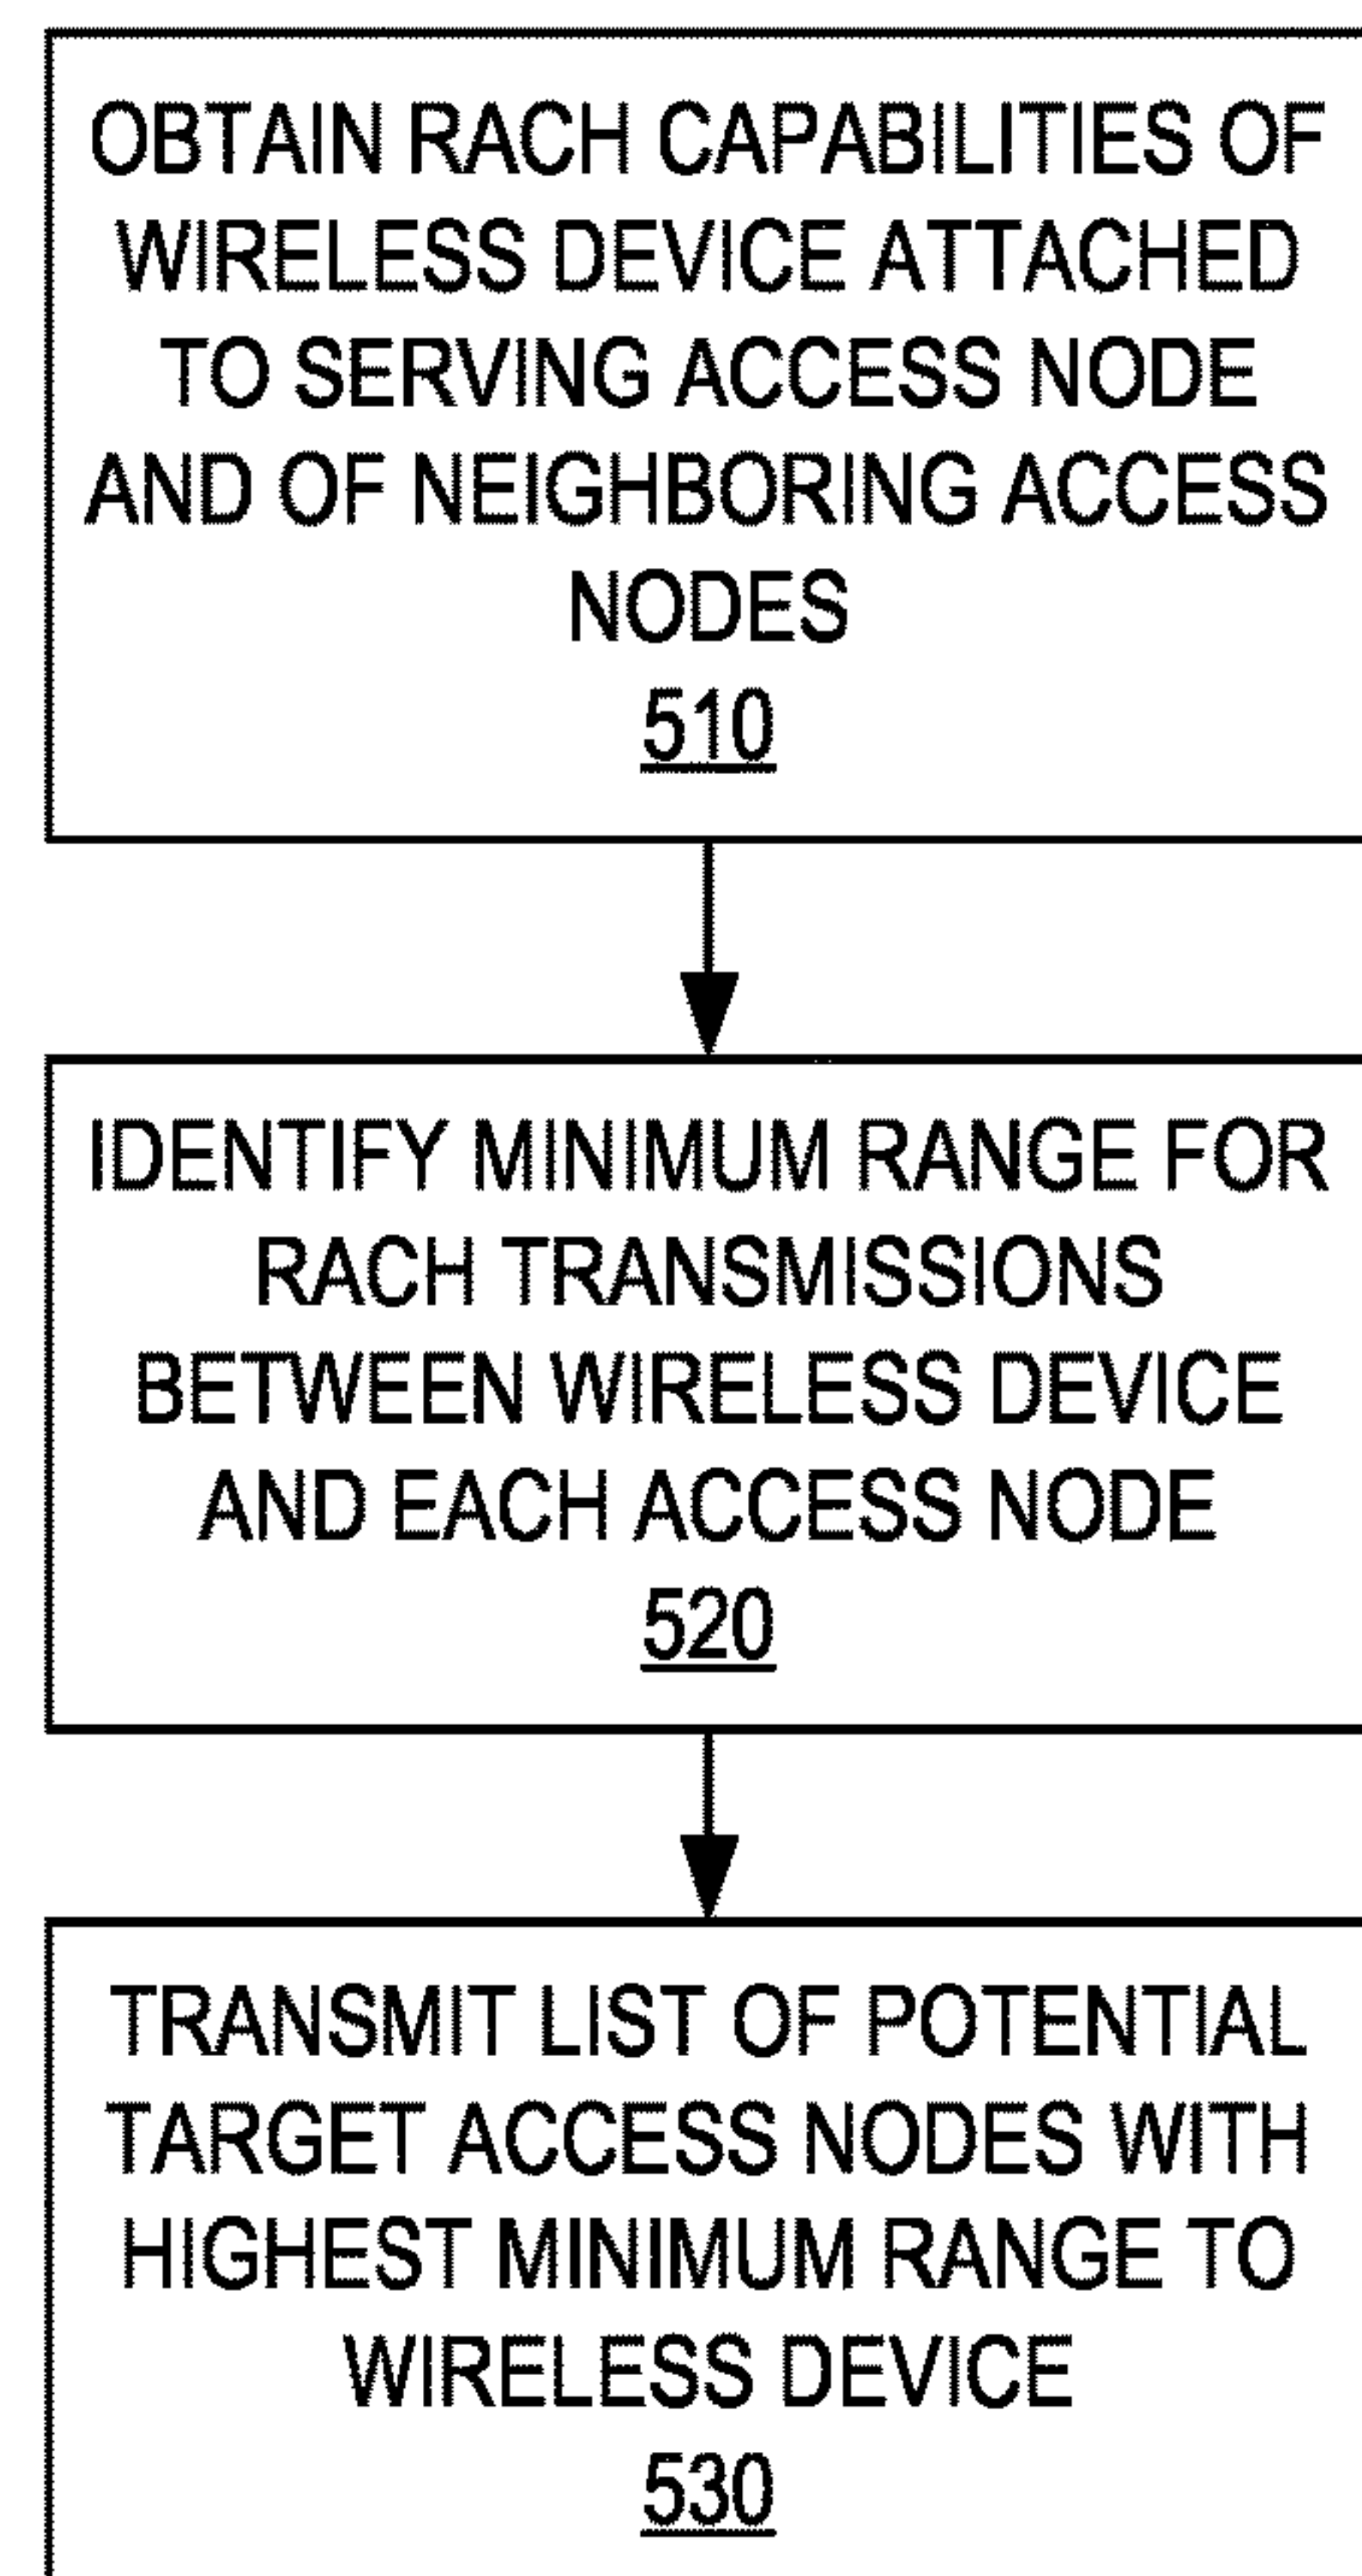 OBTAIN RACH CAPABILITIES OF
WIRELESS DEVICE ATTACHED
TO SERVING ACCESS NODE
AND OF NEIGHBORING ACCESS
NODES
510
IDENTIFY MINIMUM RANGE FOR
RACH TRANSMISSIONS
BETWEEN WIRELESS DEVICE
AND EACH ACCESS NODE
520
TRANSMIT LIST OF POTENTIAL
TARGET ACCESS NODES WITH
HIGHEST MINIMUM RANGE TO
WIRELESS DEVICE
530